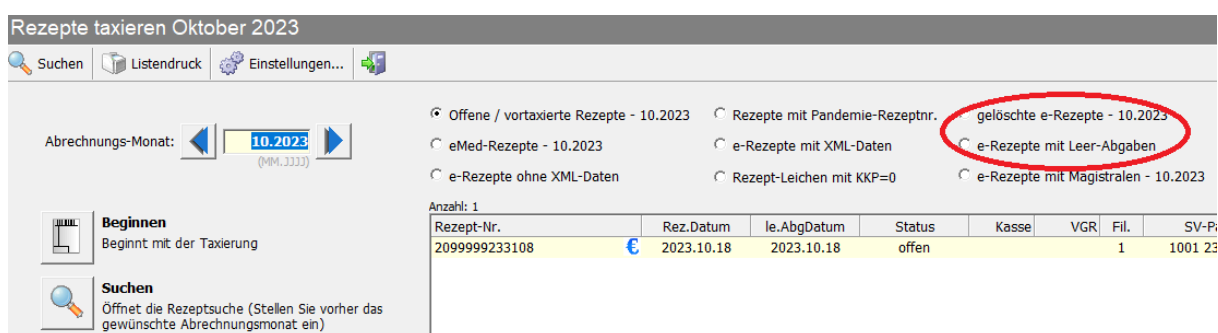 Rezepte taxieren Oktober 2023
Suchen Listendruck Einstellungen...
Offene / vortaxierte Rezepte - 10.2023 Rezepte mit Pandemie-Rezeptnr. gelöschte e-Rezepte - 10.2023
Abrechnungs-Monat: 10.2023 eMed-Rezepte - 10.2023 e-Rezepte mit XML-Daten e-Rezepte mit Leer-Abgaben
(MM.JJJJ)
e-Rezepte ohne XML-Daten Rezept-Leichen mit KKP=0 e-Rezepte mit Magistralen - 10.2023
Anzahl: 1
Beginnen
Beginnt mit der Taxierung
Rezept-Nr. Rez.Datum le.AbgDatum Status Kasse VGR Fil. SV-Pa
2099999233108 € 2023.10.18 2023.10.18 offen 1 1001 23
Suchen
Öffnet die Rezeptsuche (Stellen Sie vorher das
gewünschte Abrechnungsmonat ein)